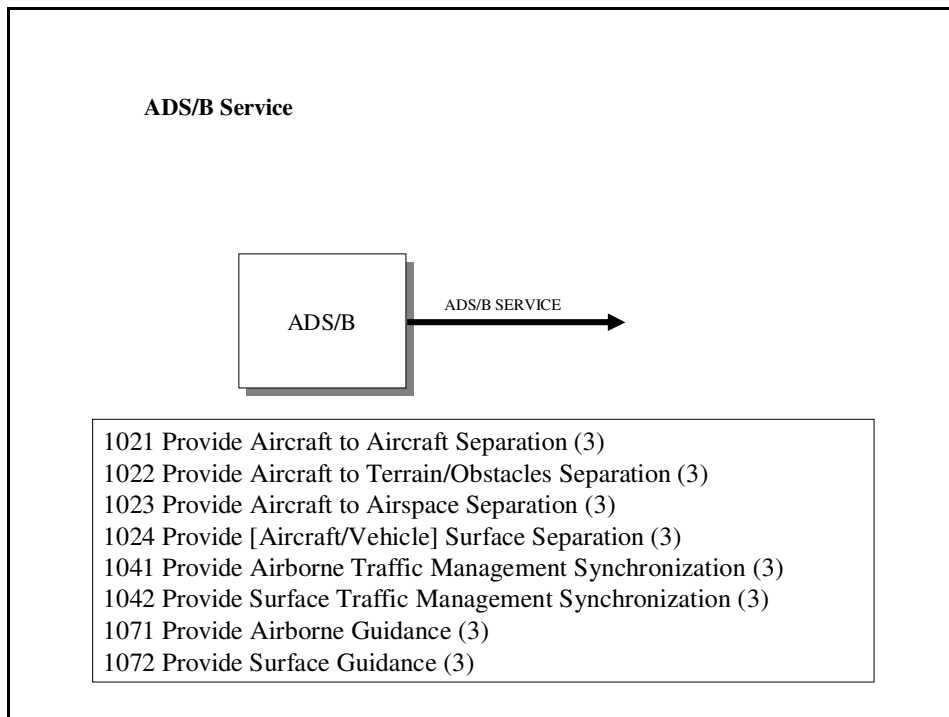 ADS/B Service
ADS/B
ADS/B SERVICE
1021 Provide Aircraft to Aircraft Separation (3)
1022 Provide Aircraft to Terrain/Obstacles Separation (3)
1023 Provide Aircraft to Airspace Separation (3)
1024 Provide [Aircraft/Vehicle] Surface Separation (3)
1041 Provide Airborne Traffic Management Synchronization (3)
1042 Provide Surface Traffic Management Synchronization (3)
1071 Provide Airborne Guidance (3)
1072 Provide Surface Guidance (3)